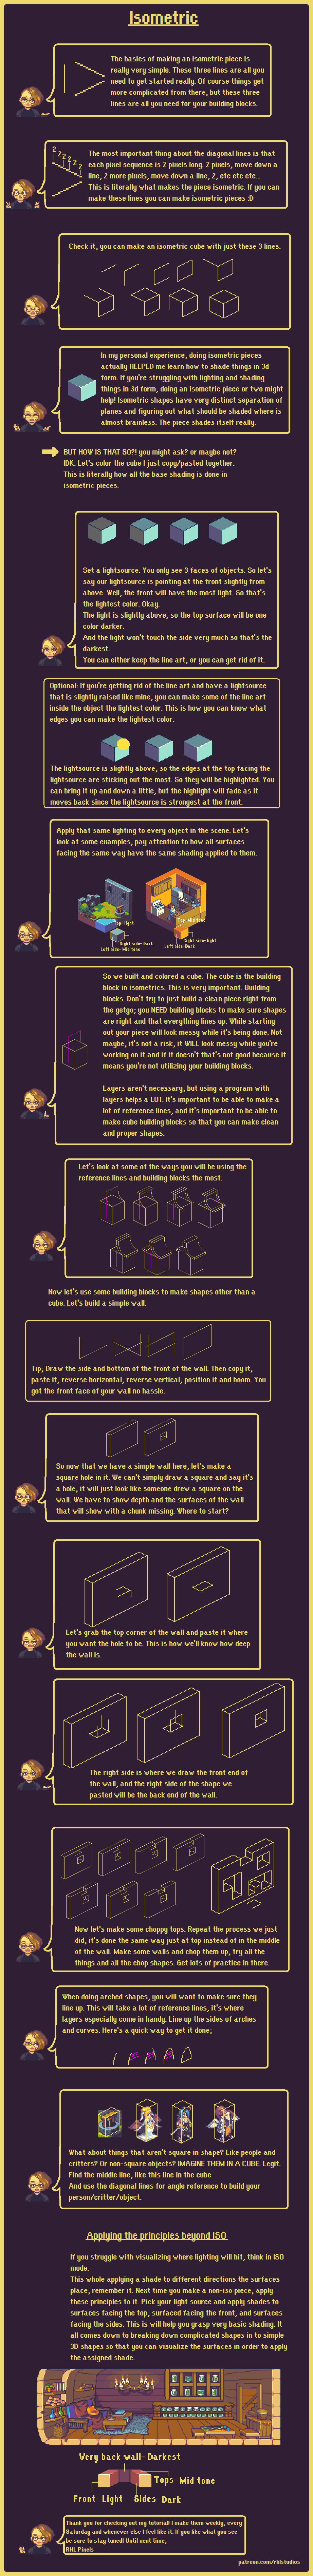 Isometric
The basics of making an isometric piece is
really very simple. These three lines are all you
need to get started really. Of course things get
more complicated from there, but these three
lines are all you need for your building blocks.
2 2 2 2 2 2
The most important thing about the diagonal lines is that
each pixel sequence is 2 pixels long. 2 pixels, move down a
line, 2 more pixels, move down a line, 2, etc etc etc...
This is literally what makes the piece isometric. If you can
make these lines you can make isometric pieces :D
Check it, you can make an isometric cube with just these 3 lines.
In my personal experience, doing isometric pieces
actually HELPED me learn how to shade things in 3d
form. If you're struggling with lighting and shading
things in 3d form, doing an isometric piece or two might
help! Isometric shapes have very distinct separation of
planes and figuring out what should be shaded where is
almost brainless. The piece shades itself really.
BUT HOW IS THAT SO?! you might ask? or maybe not?
IDK. Let's color the cube I just copy/pasted together.
This is literally how all the base shading is done in
isometric pieces.
Set a lightsource. You only see 3 faces of objects. So let's
say our lightsource is pointing at the front slightly from
above. Well, the front will have the most light. So that's
the lightest color. Okay.
The light is slightly above, so the top surface will be one
color darker.
And the light won't touch the side very much so that's the
darkest.
You can either keep the line art, or you can get rid of it.
Optional: If you're getting rid of the line art and have a lightsource
that is slightly raised like mine, you can make some of the line art
inside the object the lightest color. This is how you can know what
edges you can make the lightest color.
The lightsource is slightly above, so the edges at the top facing the
lightsource are sticking out the most. So they will be highlighted. You
can bring it up and down a little, but the highlight will fade as it
moves back since the lightsource is strongest at the front.
Apply that same lighting to every object in the scene. Let's
look at some examples, pay attention to how all surfaces
facing the same way have the same shading applied to them.
Top-light
Right side- Dark
Left side- Mid tone
Top- Mid tone
Right side- light
Left side- Dark
So we built and colored a cube. The cube is the building
block in isometrics. This is very important. Building
blocks. Don't try to just build a clean piece right from
the getgo; you NEED building blocks to make sure shapes
are right and that everything lines up. While starting
out your piece will look messy while it's being done. Not
maybe, it's not a risk, it WILL look messy while you're
working on it and if it doesn't that's not good because it
means you're not utilizing your building blocks.
Layers aren't necessary, but using a program with
layers helps a LOT. It's important to be able to make a
lot of reference lines, and it's important to be able to
make cube building blocks so that you can make clean
and proper shapes.
Let's look at some of the ways you will be using the
reference lines and building blocks the most.
Now let's use some building blocks to make shapes other than a
cube. Let's build a simple wall.
Tip; Draw the side and bottom of the front of the wall. Then copy it,
paste it, reverse horizontal, reverse vertical, position it and boom. You
got the front face of your wall no hassle.
So now that we have a simple wall here, let's make a
square hole in it. We can't simply draw a square and say it's
a hole, it will just look like someone drew a square on the
wall. We have to show depth and the surfaces of the wall
that will show with a chunk missing. Where to start?
Let's grab the top corner of the wall and paste it where
you want the hole to be. This is how we'll know how deep
the wall is.
The right side is where we draw the front end of
the wall, and the right side of the shape we
pasted will be the back end of the wall.
Now let's make some choppy tops. Repeat the process we just
did, it's done the same way just at top instead of in the middle
of the wall. Make some walls and chop them up, try all the
things and all the chop shapes. Get lots of practice in there.
When doing arched shapes, you will want to make sure they
line up. This will take a lot of reference lines, it's where
layers especially come in handy. Line up the sides of arches
and curves. Here's a quick way to get it done;
What about things that aren't square in shape? Like people and
critters? Or non-square objects? IMAGINE THEM IN A CUBE. Legit.
Find the middle line, like this line in the cube
And use the diagonal lines for angle reference to build your
person/critter/object.
Applying the principles beyond ISO
If you struggle with visualizing where lighting will hit, think in ISO
mode.
This whole applying a shade to different directions the surfaces
place, remember it. Next time you make a non-iso piece, apply
these principles to it. Pick your light source and apply shades to
surfaces facing the top, surfaced facing the front, and surfaces
facing the sides. This is will help you grasp very basic shading. It
all comes down to breaking down complicated shapes in to simple
3D shapes so that you can visualize the surfaces in order to apply
the assigned shade.
Very back wall- Darkest
Tops- Mid tone
Front- Light
Sides- Dark
Thank you for checking out my tutorial! I make them weekly, every
Saturday and whenever else I feel like it. If you like what you see
be sure to stay tuned! Until next time,
RHL Pixels
patreon.com/rhlstudios